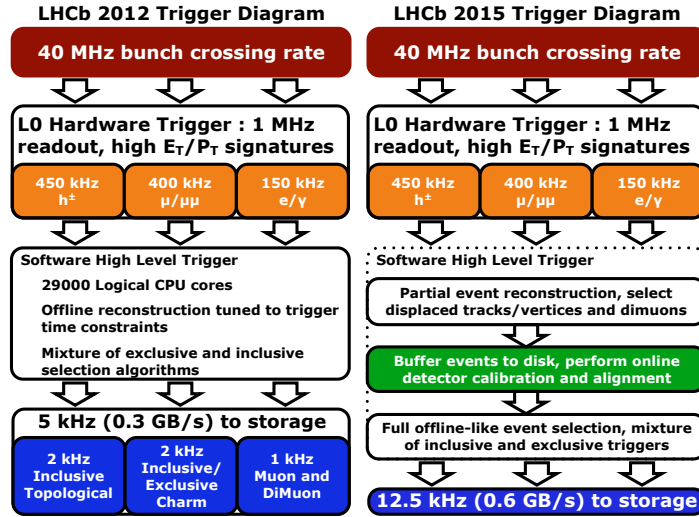 LHCb 2012 Trigger Diagram
40 MHz bunch crossing rate
L0 Hardware Trigger : 1 MHz
readout, high E_T/P_T signatures
450 kHz
h±
400 kHz
μ/μμ
150 kHz
e/γ
Software High Level Trigger
29000 Logical CPU cores
Offline reconstruction tuned to trigger
time constraints
Mixture of exclusive and inclusive
selection algorithms
5 kHz (0.3 GB/s) to storage
2 kHz
Inclusive
Topological
2 kHz
Inclusive/
Exclusive
Charm
1 kHz
Muon and
DiMuon
LHCb 2015 Trigger Diagram
40 MHz bunch crossing rate
L0 Hardware Trigger : 1 MHz
readout, high E_T/P_T signatures
450 kHz
h±
400 kHz
μ/μμ
150 kHz
e/γ
Software High Level Trigger
Partial event reconstruction, select
displaced tracks/vertices and dimuons
Buffer events to disk, perform online
detector calibration and alignment
Full offline-like event selection, mixture
of inclusive and exclusive triggers
12.5 kHz (0.6 GB/s) to storage